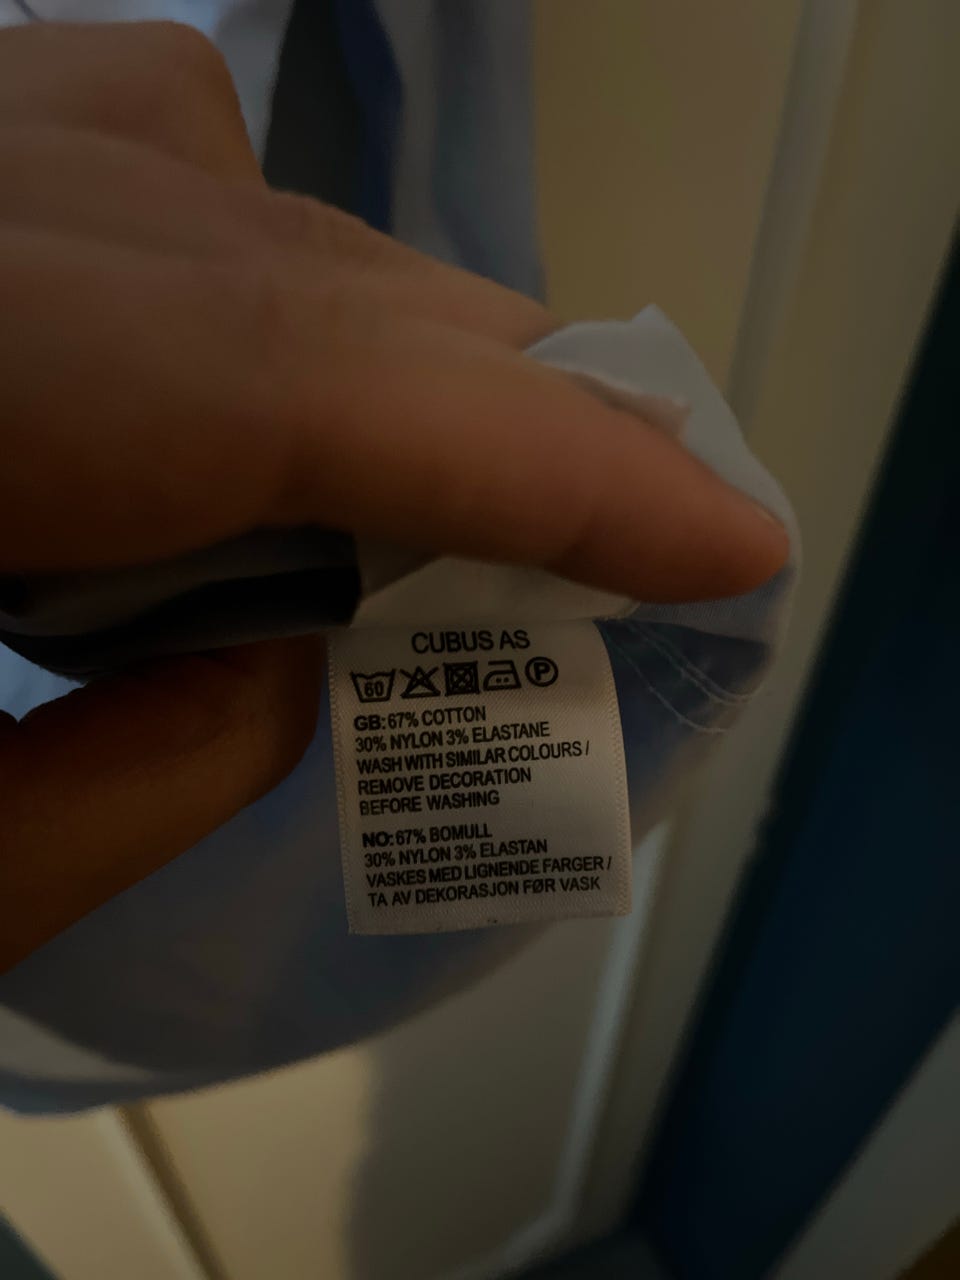 CUBUS AS
60 P
GB: 67% COTTON
30% NYLON 3% ELASTANE
WASH WITH SIMILAR COLOURS /
REMOVE DECORATION
BEFORE WASHING
NO: 67% BOMULL
30% NYLON 3% ELASTAN
VASKES MED LIGNENDE FARGER /
TA AV DEKORASJON FØR VASK